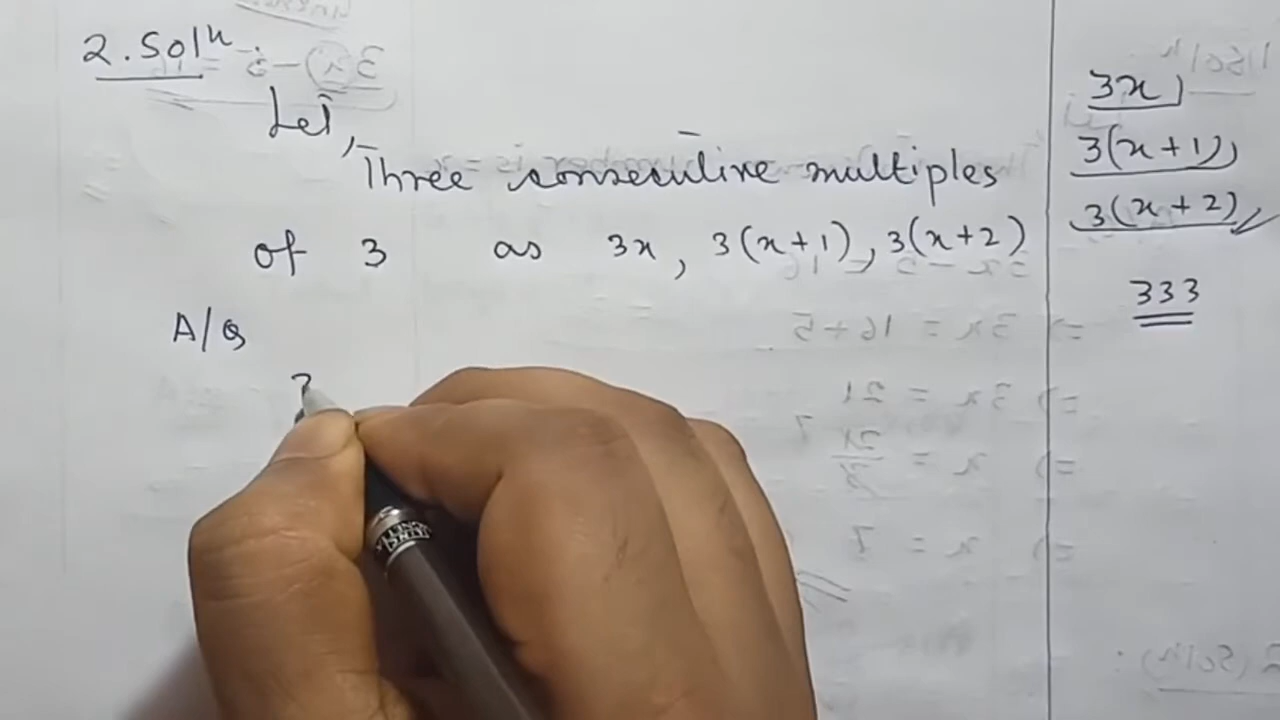 2. Solⁿ.
Let,
Three consecutive multiples
of 3 as 3x, 3(x+1), 3(x+2)
A/Q
3x,
3(x+1),
3(x+2)
333